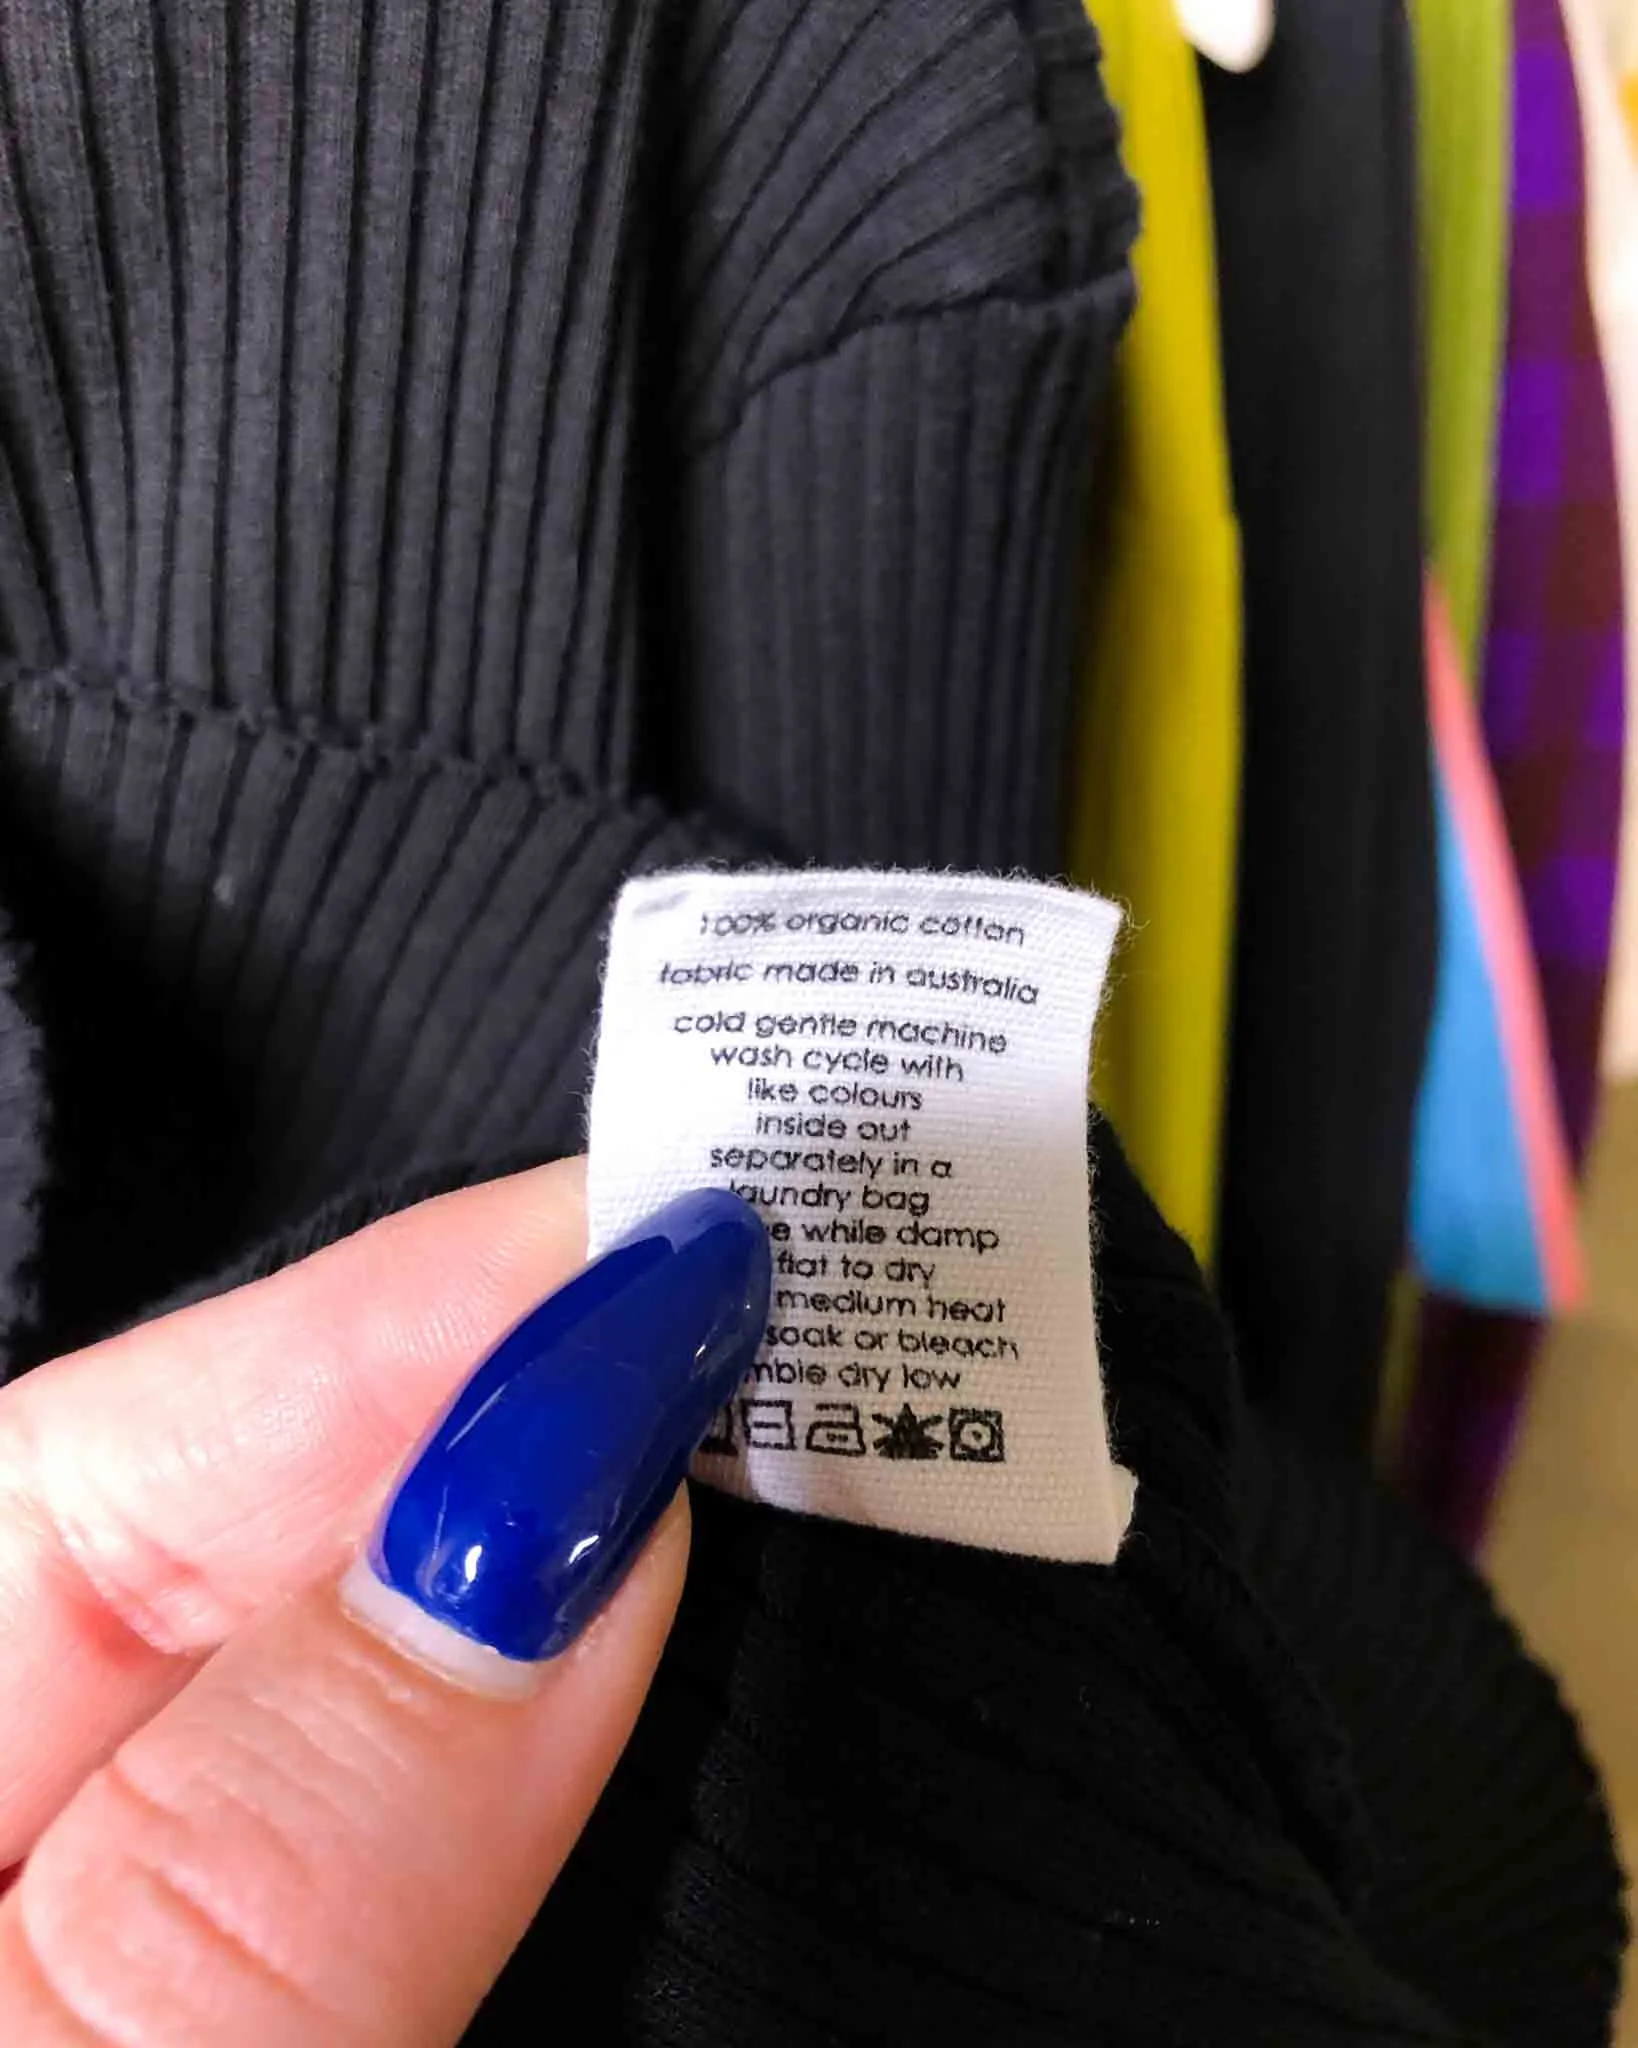 100% organic cotton
fabric made in australia
cold gentle machine
wash cycle with
like colours
inside out
separately in a
laundry bag
while damp
flat to dry
medium heat
soak or bleach
dry low